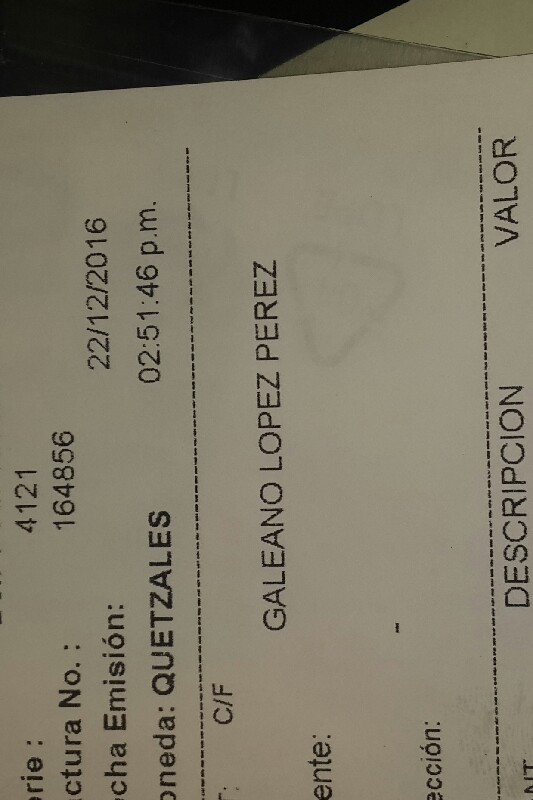 rie : 4121
ctura No. : 164856
cha Emisión: 22/12/2016
oneda: QUETZALES 02:51:46 p.m.
T: C/F
ente: GALEANO LOPEZ PEREZ
ección: -
NT DESCRIPCION VALOR